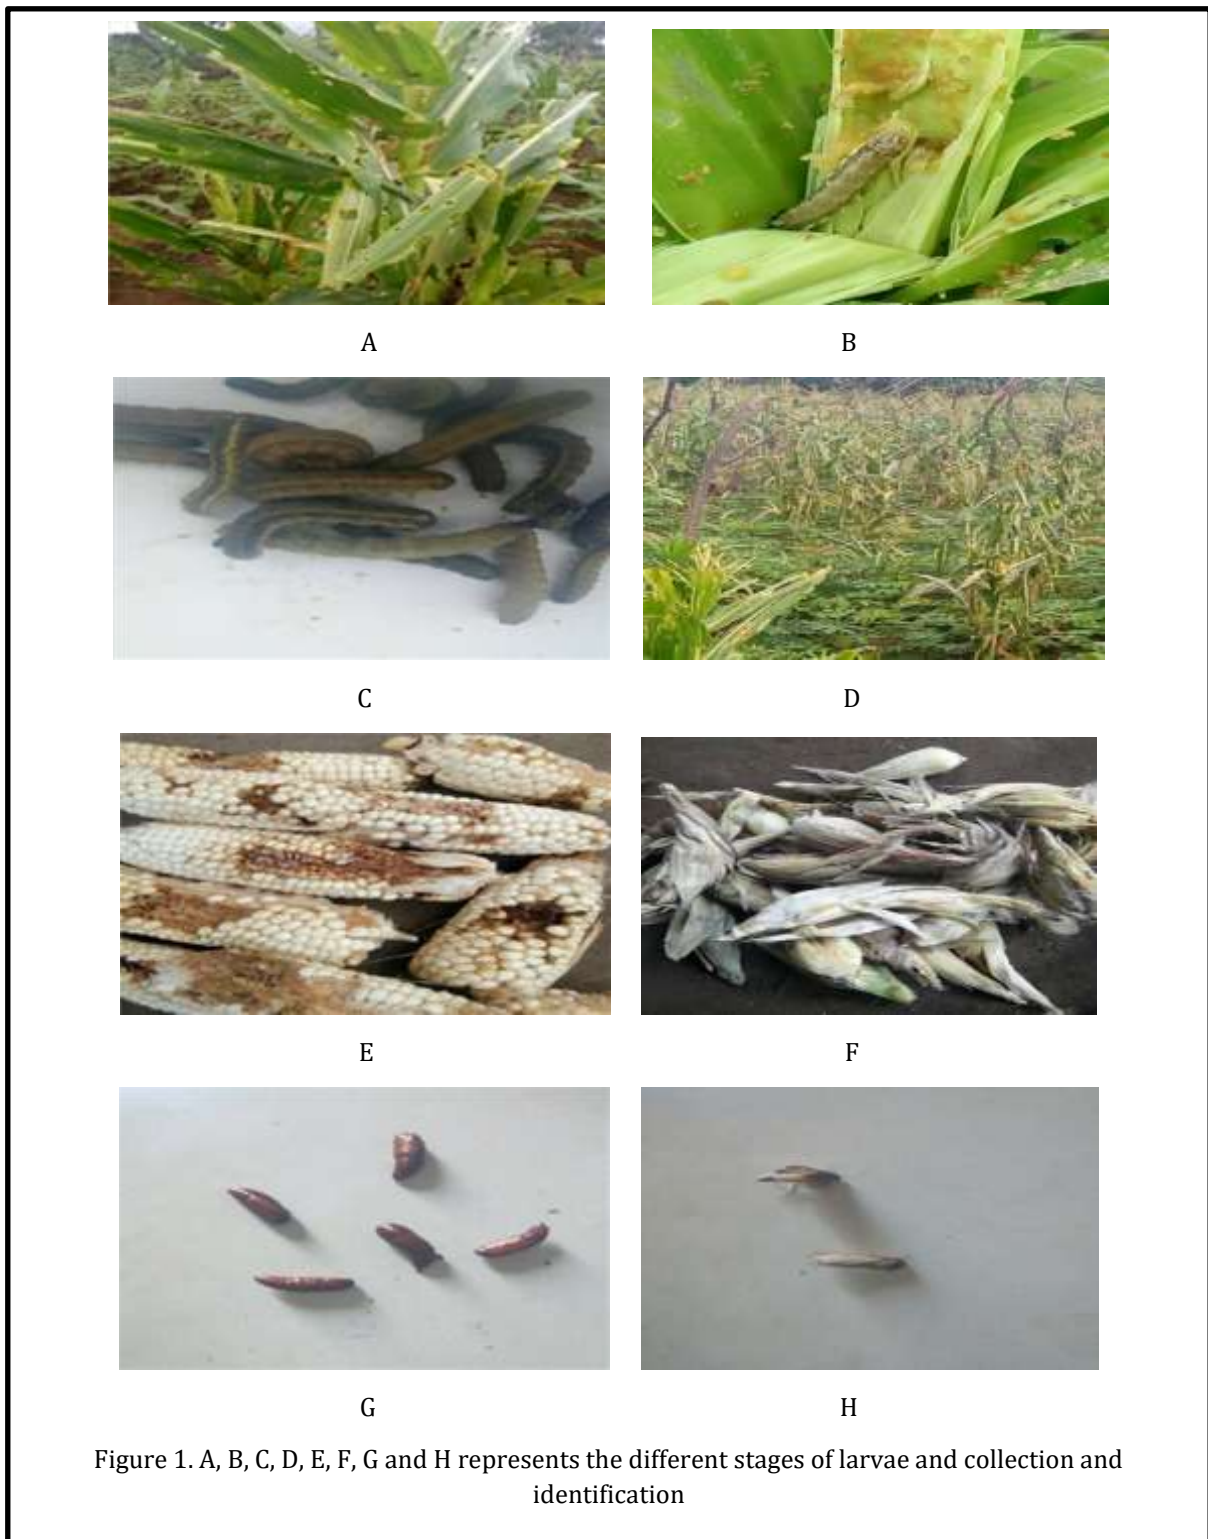 A
B
C
D
E
F
G
H
Figure 1. A, B, C, D, E, F, G and H represents the different stages of larvae and collection and
identification